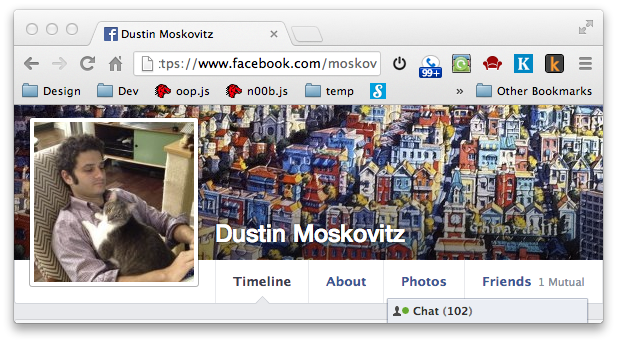 Dustin Moskovitz
:tps://www.facebook.com/moskov
99+
K
k
Design Dev oop.js n00b.js temp S » Other Bookmarks
Dustin Moskovitz
Timeline About Photos Friends 1 Mutual
Chat (102)